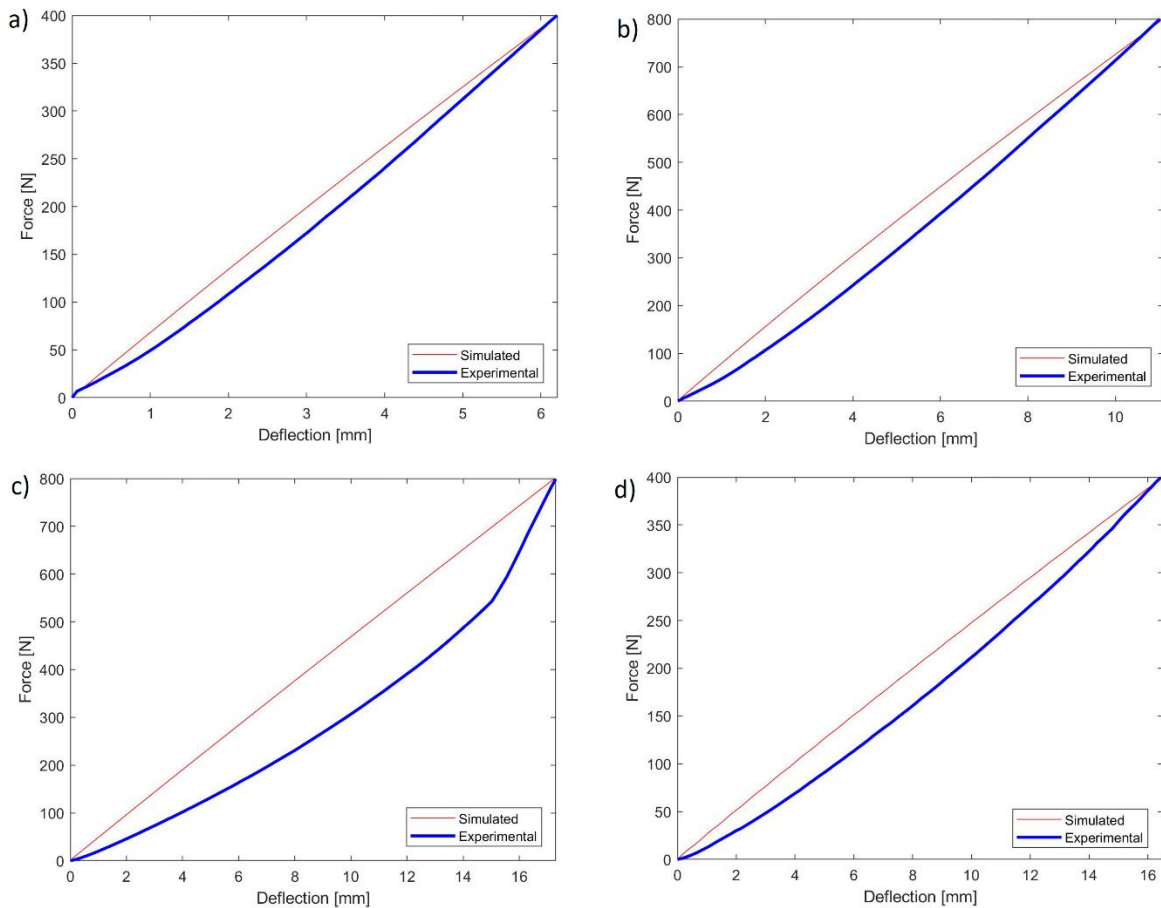 a)
400
350
300
250
200
150
100
50
0
Force [N]
0 1 2 3 4 5 6
Deflection [mm]
Simulated
Experimental
b)
800
700
600
500
400
300
200
100
0
Force [N]
0 2 4 6 8 10
Deflection [mm]
Simulated
Experimental
c)
800
700
600
500
400
300
200
100
0
Force [N]
0 2 4 6 8 10 12 14 16
Deflection [mm]
Simulated
Experimental
d)
400
350
300
250
200
150
100
50
0
Force [N]
0 2 4 6 8 10 12 14 16
Deflection [mm]
Simulated
Experimental